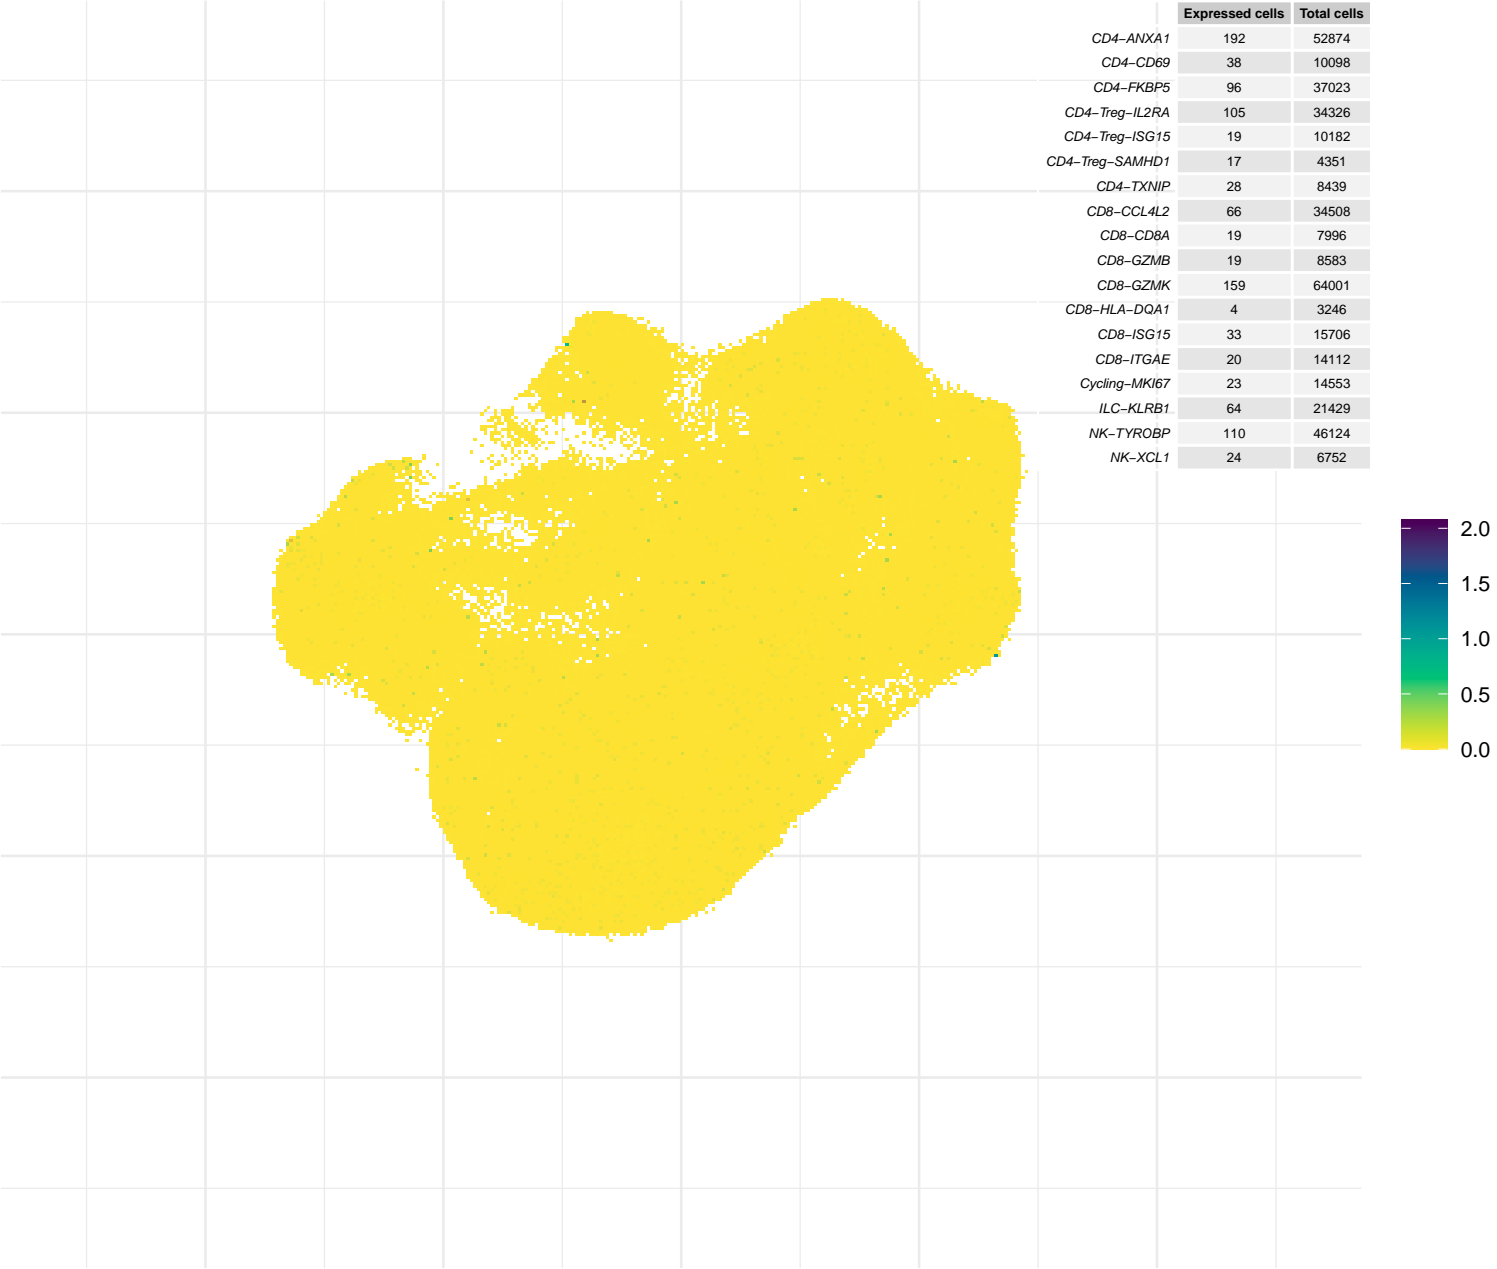 Expressed cells Total cells
CD4−ANXA1 192 52874
CD4−CD69 38 10098
CD4−FKBP5 96 37023
CD4−Treg−IL2RA 105 34326
CD4−Treg−ISG15 19 10182
CD4−Treg−SAMHD1 17 4351
CD4−TXNIP 28 8439
CD8−CCL4L2 66 34508
CD8−CD8A 19 7996
CD8−GZMB 19 8583
CD8−GZMK 159 64001
CD8−HLA−DQA1 4 3246
CD8−ISG15 33 15706
CD8−ITGAE 20 14112
Cycling−MKI67 23 14553
ILC−KLRB1 64 21429
NK−TYROBP 110 46124
NK−XCL1 24 6752
2.0
1.5
1.0
0.5
0.0